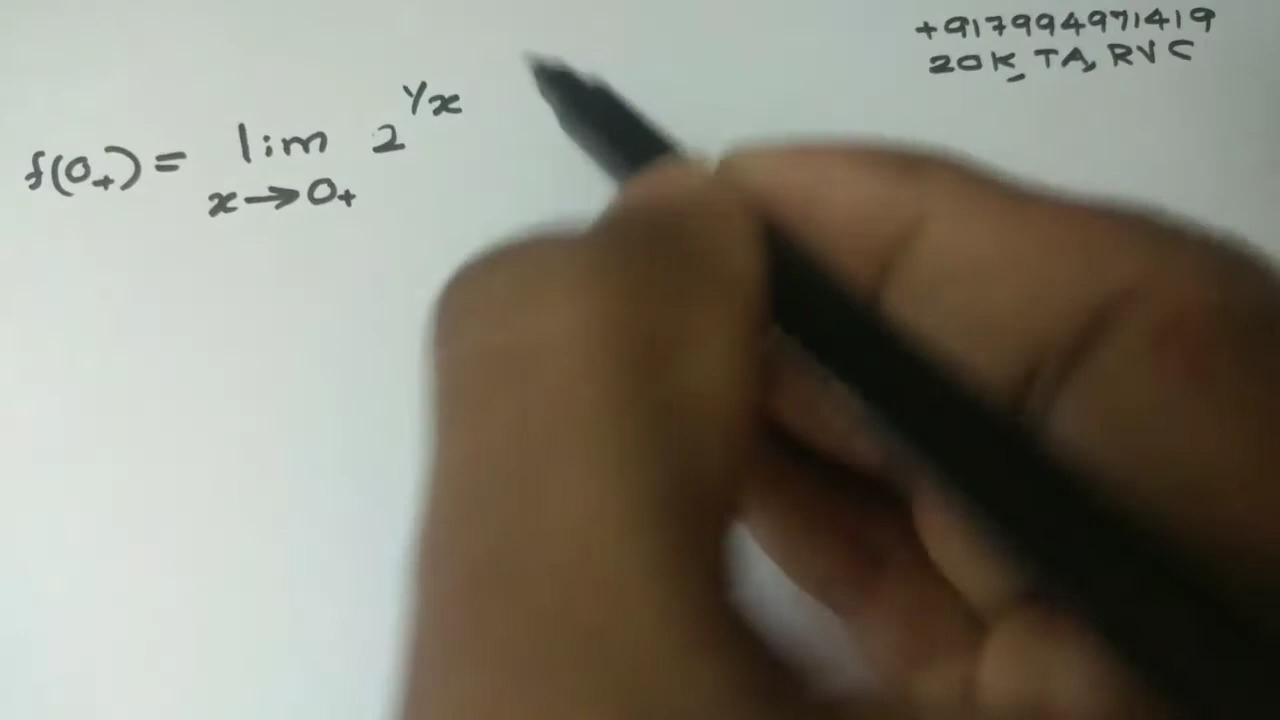 +917994971419
20K, TA, RVC
f(0+) = lim 2^1/x
x→0+